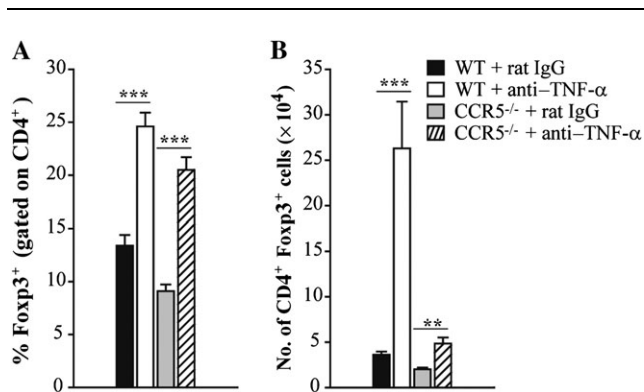 A
% Foxp3⁺ (gated on CD4⁺)
30
25
20
15
10
5
0
***
***
B
No. of CD4⁺ Foxp3⁺ cells (×10⁴)
35
30
25
20
15
10
5
0
***
**
WT + rat IgG
WT + anti–TNF-α
CCR5⁻/⁻ + rat IgG
CCR5⁻/⁻ + anti–TNF-α